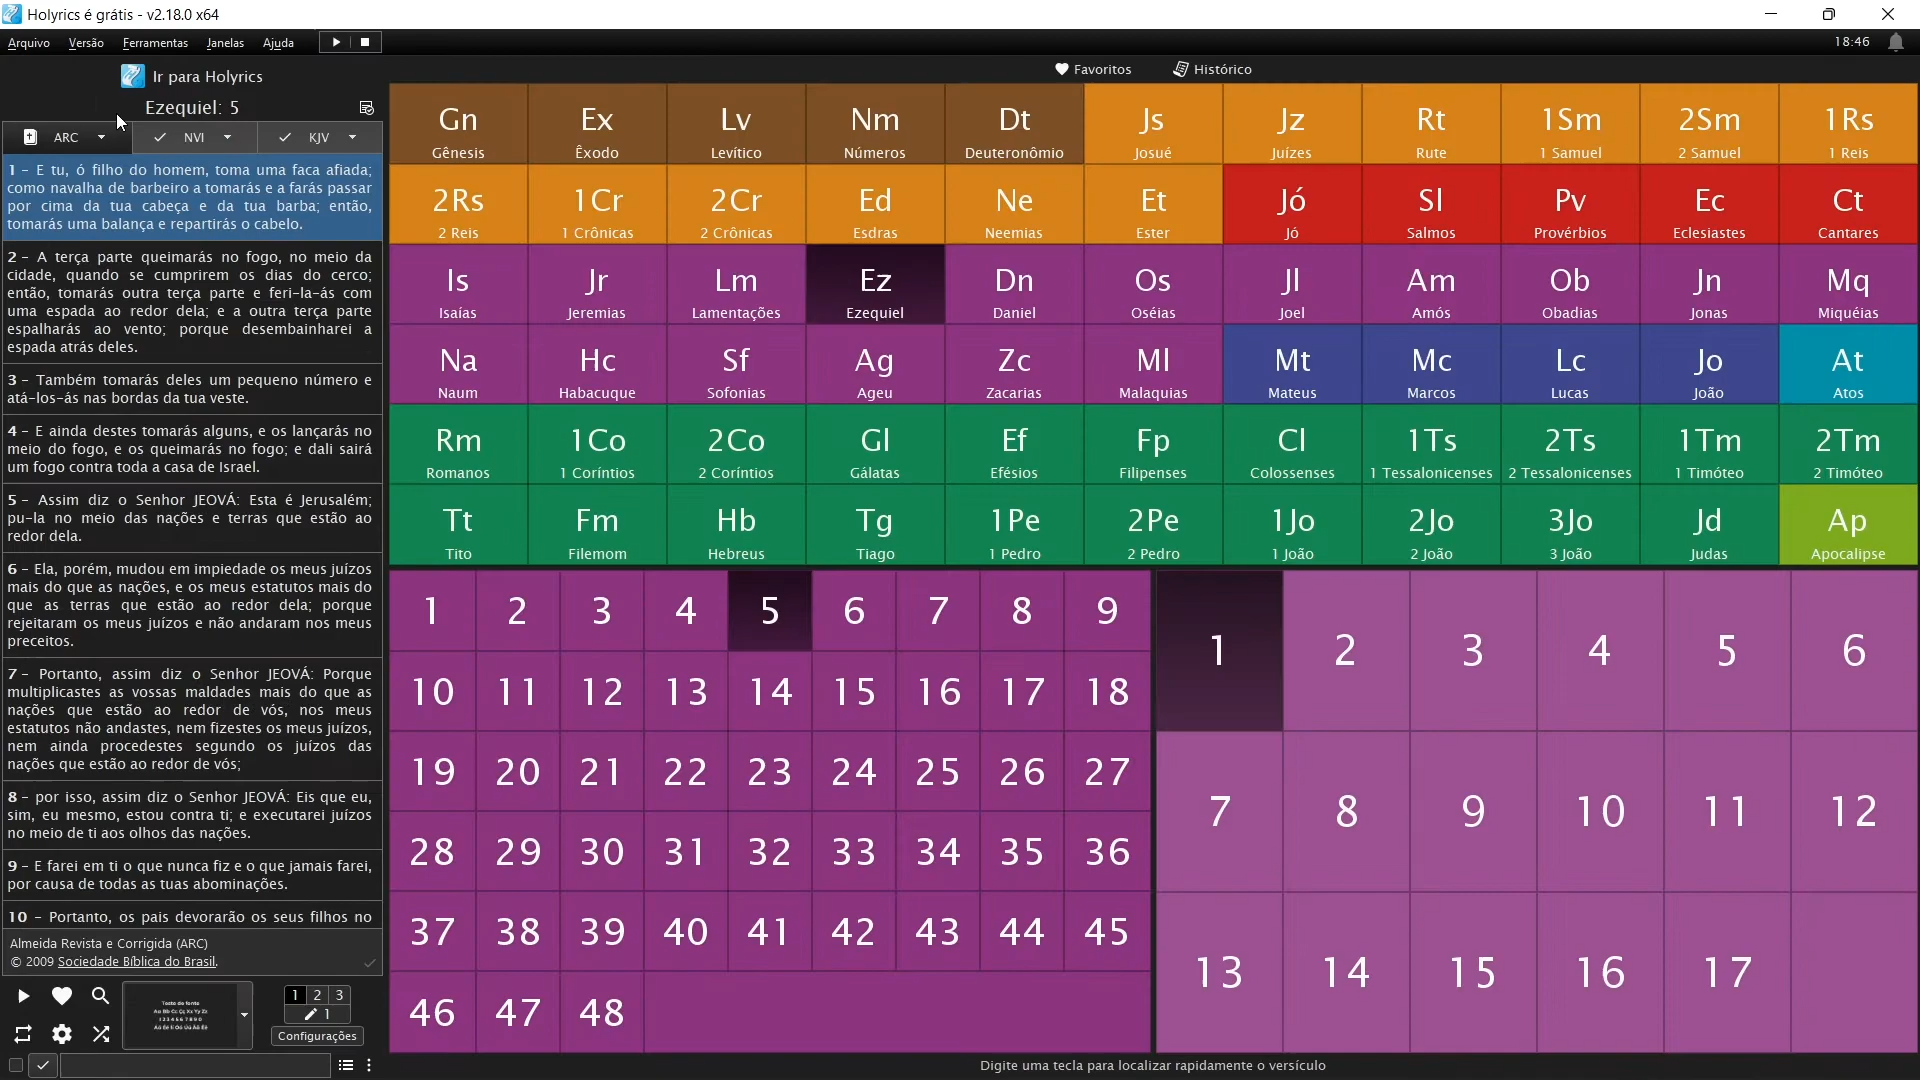 Holyrics é grátis - v2.18.0 x64
Arquivo Versão Ferramentas Janelas Ajuda 18:46
Ir para Holyrics
Ezequiel: 5
ARC NVI KJV
1 - E tu, ó filho do homem, toma uma faca afiada;
como navalha de barbeiro a tomarás e a farás passar
por cima da tua cabeça e da tua barba; então,
tomarás uma balança e repartirás o cabelo.
2 - A terça parte queimarás no fogo, no meio da
cidade, quando se cumprirem os dias do cerco;
então, tomarás outra terça parte e feri-la-ás com
uma espada ao redor dela; e a outra terça parte
espalharás ao vento; porque desembainharei a
espada atrás deles.
3 - Também tomarás deles um pequeno número e
atá-los-ás nas bordas da tua veste.
4 - E ainda destes tomarás alguns, e os lançarás no
meio do fogo, e os queimarás no fogo; e dali sairá
um fogo contra toda a casa de Israel.
5 - Assim diz o Senhor JEOVÁ: Esta é Jerusalém;
pu-la no meio das nações e terras que estão ao
redor dela.
6 - Ela, porém, mudou em impiedade os meus juízos
mais do que as nações, e os meus estatutos mais do
que as terras que estão ao redor dela; porque
rejeitaram os meus juízos e não andaram nos meus
preceitos.
7 - Portanto, assim diz o Senhor JEOVÁ: Porque
multiplicastes as vossas maldades mais do que as
nações que estão ao redor de vós, nos meus
estatutos não andastes, nem fizestes os meus juízos,
nem ainda procedestes segundo os juízos das
nações que estão ao redor de vós;
8 - por isso, assim diz o Senhor JEOVÁ: Eis que eu,
sim, eu mesmo, estou contra ti; e executarei juízos
no meio de ti aos olhos das nações.
9 - E farei em ti o que nunca fiz e o que jamais farei,
por causa de todas as tuas abominações.
10 - Portanto, os pais devorarão os seus filhos no
Almeida Revista e Corrigida (ARC)
© 2009 Sociedade Bíblica do Brasil.
Teste de fonte
1 2 3
1
Configurações
Favoritos Histórico
Gn Ex Lv Nm Dt Js Jz Rt 1Sm 2Sm 1Rs
Gênesis Êxodo Levítico Números Deuteronômio Josué Juízes Rute 1 Samuel 2 Samuel 1 Reis
2Rs 1Cr 2Cr Ed Ne Et Jó Sl Pv Ec Ct
2 Reis 1 Crônicas 2 Crônicas Esdras Neemias Ester Jó Salmos Provérbios Eclesiastes Cantares
Is Jr Lm Ez Dn Os Jl Am Ob Jn Mq
Isaías Jeremias Lamentações Ezequiel Daniel Oséias Joel Amós Obadias Jonas Miquéias
Na Hc Sf Ag Zc Ml Mt Mc Lc Jo At
Naum Habacuque Sofonias Ageu Zacarias Malaquias Mateus Marcos Lucas João Atos
Rm 1Co 2Co Gl Ef Fp Cl 1Ts 2Ts 1Tm 2Tm
Romanos 1 Coríntios 2 Coríntios Gálatas Efésios Filipenses Colossenses 1 Tessalonicenses 2 Tessalonicenses 1 Timóteo 2 Timóteo
Tt Fm Hb Tg 1Pe 2Pe 1Jo 2Jo 3Jo Jd Ap
Tito Filemom Hebreus Tiago 1 Pedro 2 Pedro 1 João 2 João 3 João Judas Apocalipse
1 2 3 4 5 6 7 8 9
10 11 12 13 14 15 16 17 18
19 20 21 22 23 24 25 26 27
28 29 30 31 32 33 34 35 36
37 38 39 40 41 42 43 44 45
46 47 48
1 2 3 4 5 6
7 8 9 10 11 12
13 14 15 16 17
Digite uma tecla para localizar rapidamente o versículo